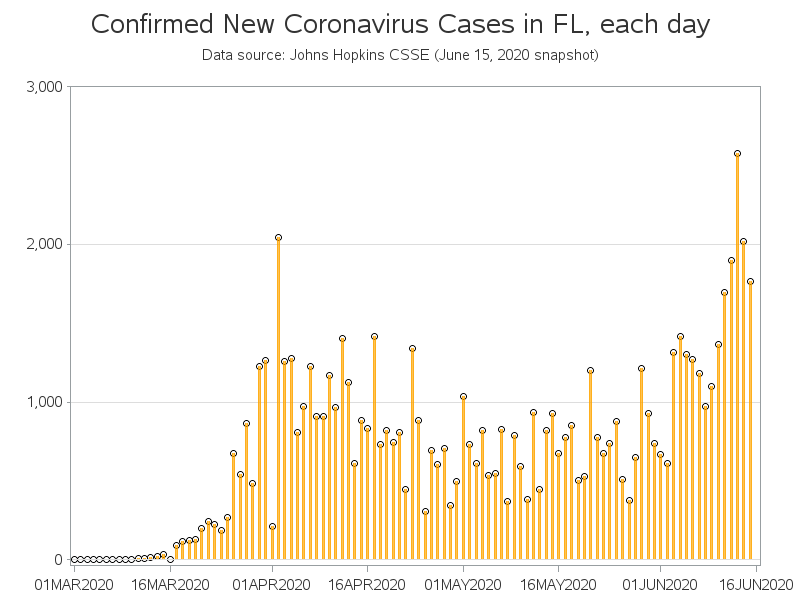 Confirmed New Coronavirus Cases in FL, each day
Data source: Johns Hopkins CSSE (June 15, 2020 snapshot)
3,000
2,000
1,000
0
01MAR2020 16MAR2020 01APR2020 16APR2020 01MAY2020 16MAY2020 01JUN2020 16JUN2020